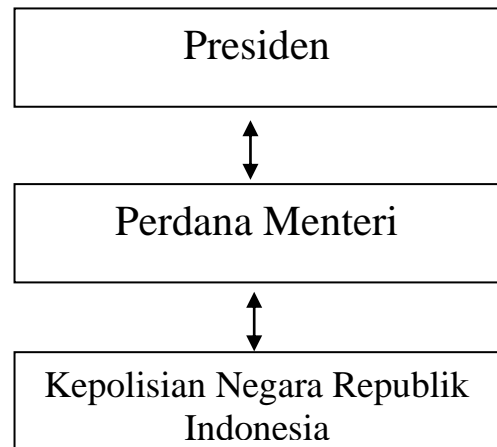 Presiden
Perdana Menteri
Kepolisian Negara Republik
Indonesia